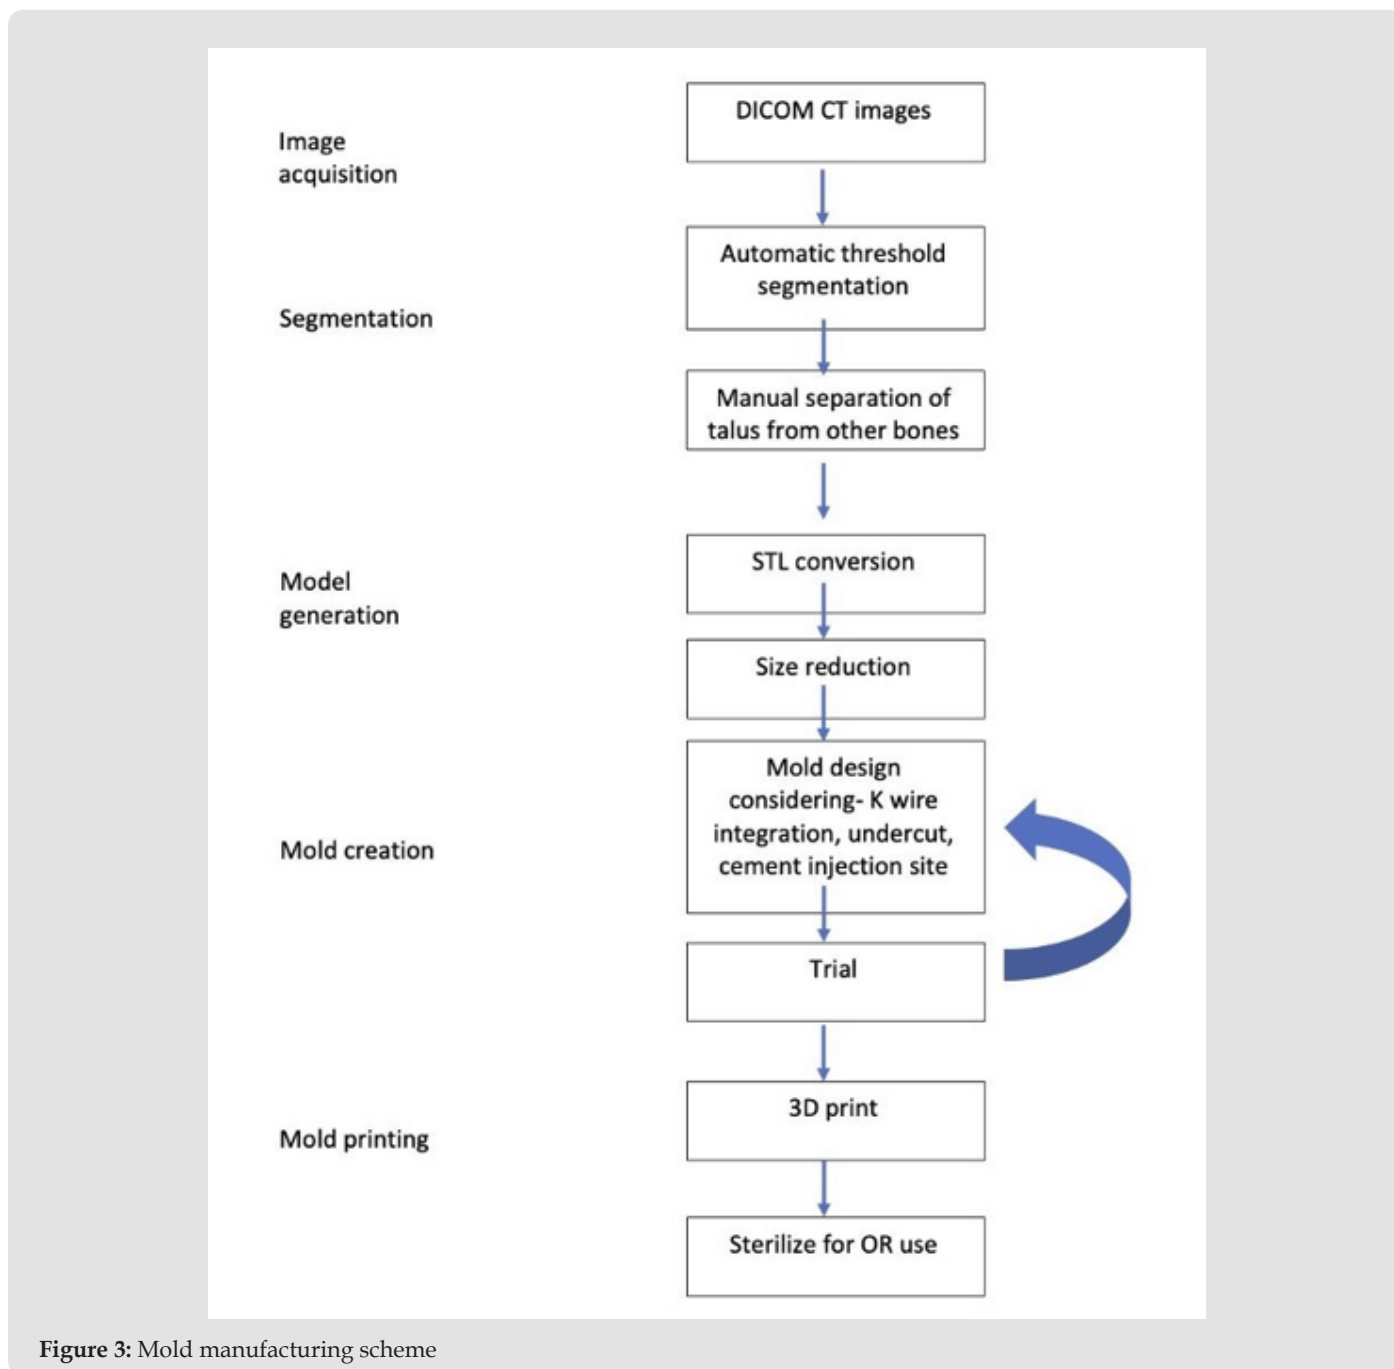 DICOM CT images
Image
acquisition
Automatic threshold
segmentation
Segmentation
Manual separation of
talus from other bones
STL conversion
Model
generation
Size reduction
Mold design
considering- K wire
integration, undercut,
cement injection site
Mold creation
Trial
3D print
Mold printing
Sterilize for OR use
Figure 3: Mold manufacturing scheme